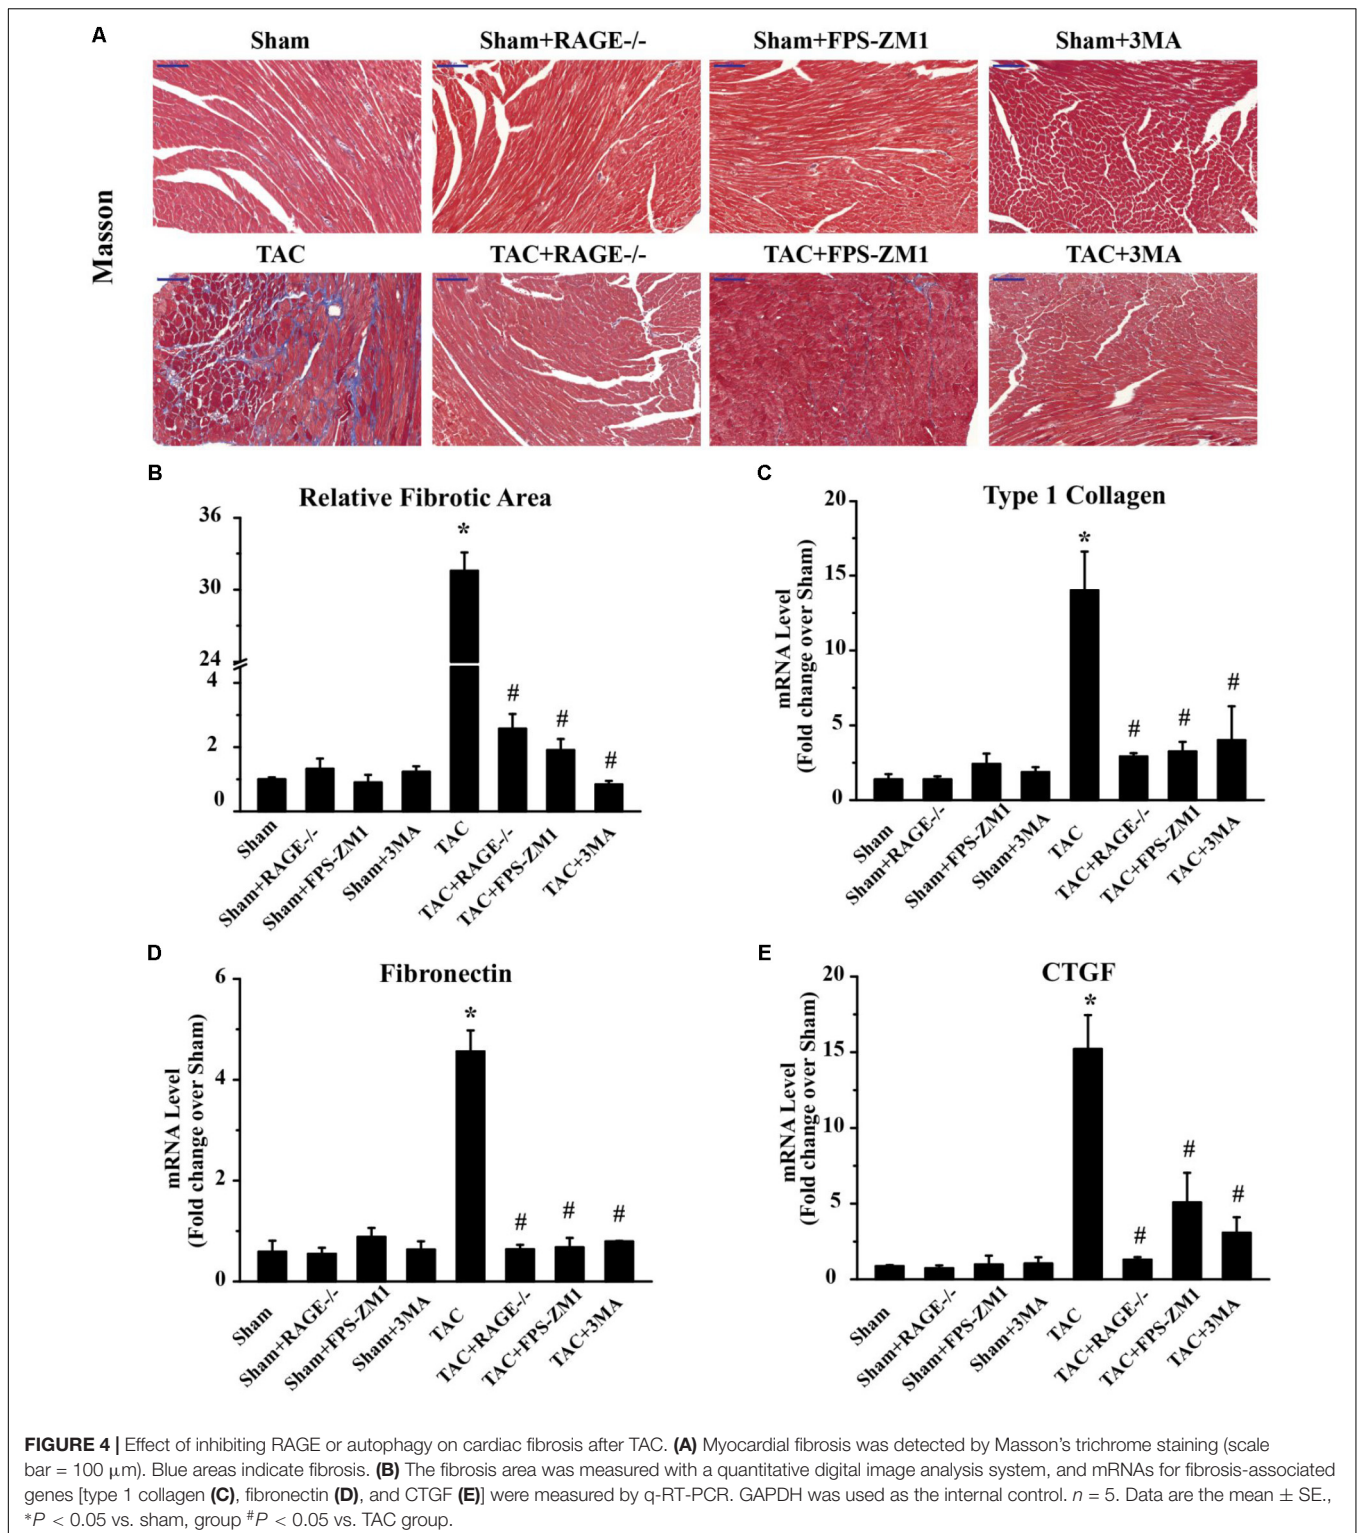 A
Sham
Sham+RAGE-/-
Sham+FPS-ZM1
Sham+3MA
Masson
TAC
TAC+RAGE-/-
TAC+FPS-ZM1
TAC+3MA
B
Relative Fibrotic Area
36
30
24
4
2
0
*
#
#
#
Sham
Sham+RAGE-/-
Sham+FPS-ZM1
Sham+3MA
TAC
TAC+RAGE-/-
TAC+FPS-ZM1
TAC+3MA
C
Type 1 Collagen
mRNA Level
(Fold change over Sham)
20
15
10
5
0
*
#
#
#
Sham
Sham+RAGE-/-
Sham+FPS-ZM1
Sham+3MA
TAC
TAC+RAGE-/-
TAC+FPS-ZM1
TAC+3MA
D
Fibronectin
mRNA Level
(Fold change over Sham)
6
4
2
0
*
#
#
#
Sham
Sham+RAGE-/-
Sham+FPS-ZM1
Sham+3MA
TAC
TAC+RAGE-/-
TAC+FPS-ZM1
TAC+3MA
E
CTGF
mRNA Level
(Fold change over Sham)
20
15
10
5
0
*
#
#
#
Sham
Sham+RAGE-/-
Sham+FPS-ZM1
Sham+3MA
TAC
TAC+RAGE-/-
TAC+FPS-ZM1
TAC+3MA
FIGURE 4 | Effect of inhibiting RAGE or autophagy on cardiac fibrosis after TAC. (A) Myocardial fibrosis was detected by Masson's trichrome staining (scale
bar = 100 μm). Blue areas indicate fibrosis. (B) The fibrosis area was measured with a quantitative digital image analysis system, and mRNAs for fibrosis-associated
genes [type 1 collagen (C), fibronectin (D), and CTGF (E)] were measured by q-RT-PCR. GAPDH was used as the internal control. n = 5. Data are the mean ± SE.,
*P < 0.05 vs. sham, group #P < 0.05 vs. TAC group.